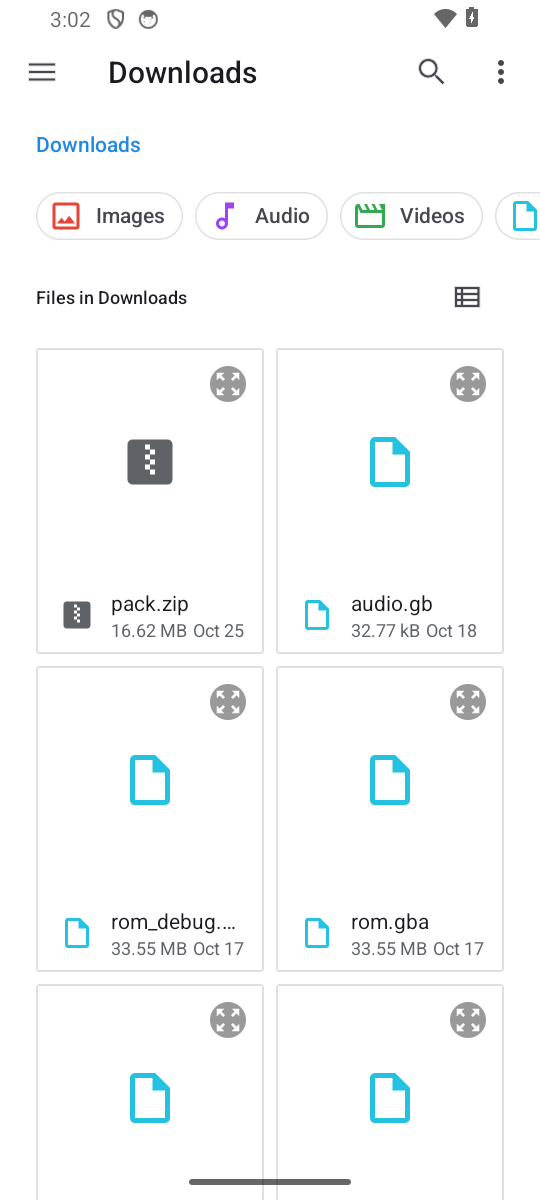 3:02
Downloads
Downloads
Images
Audio
Videos
Files in Downloads
pack.zip
16.62 MB Oct 25
audio.gb
32.77 kB Oct 18
rom_debug....
33.55 MB Oct 17
rom.gba
33.55 MB Oct 17